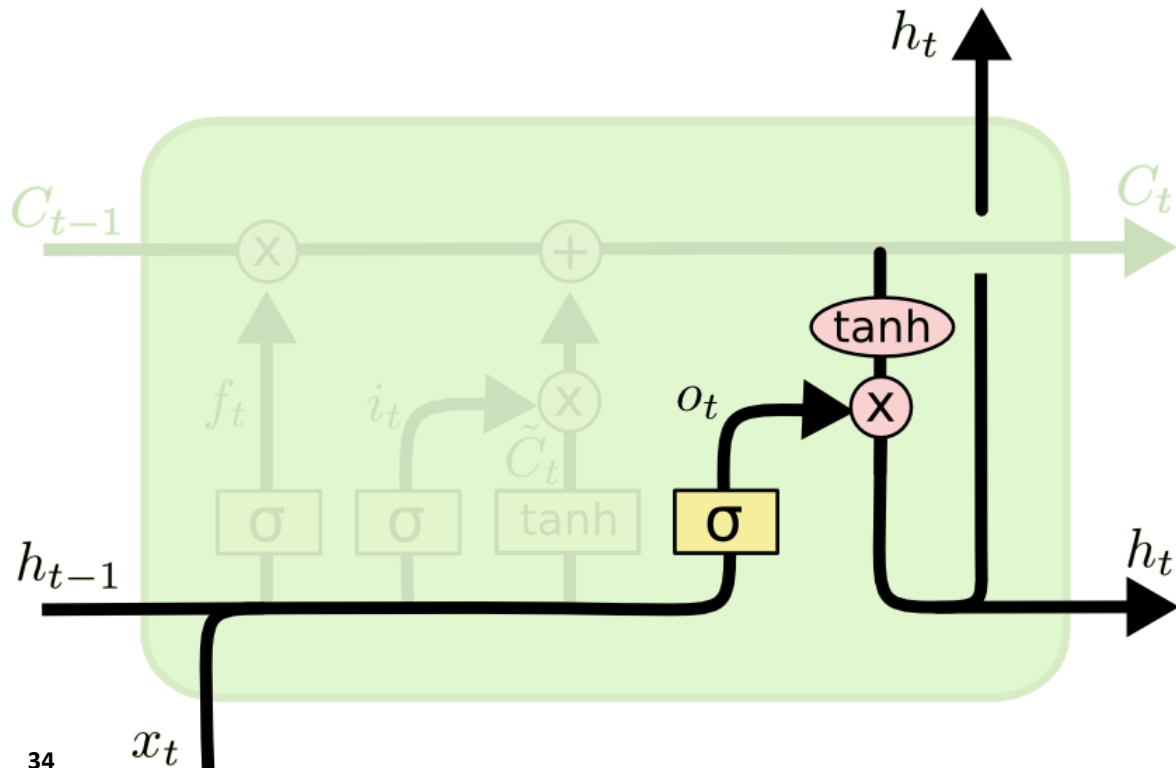 h_t
C_{t-1}
C_t
x
+
tanh
f_t
i_t
x
o_t
x
C̃_t
σ
σ
tanh
σ
h_{t-1}
h_t
x_t
34